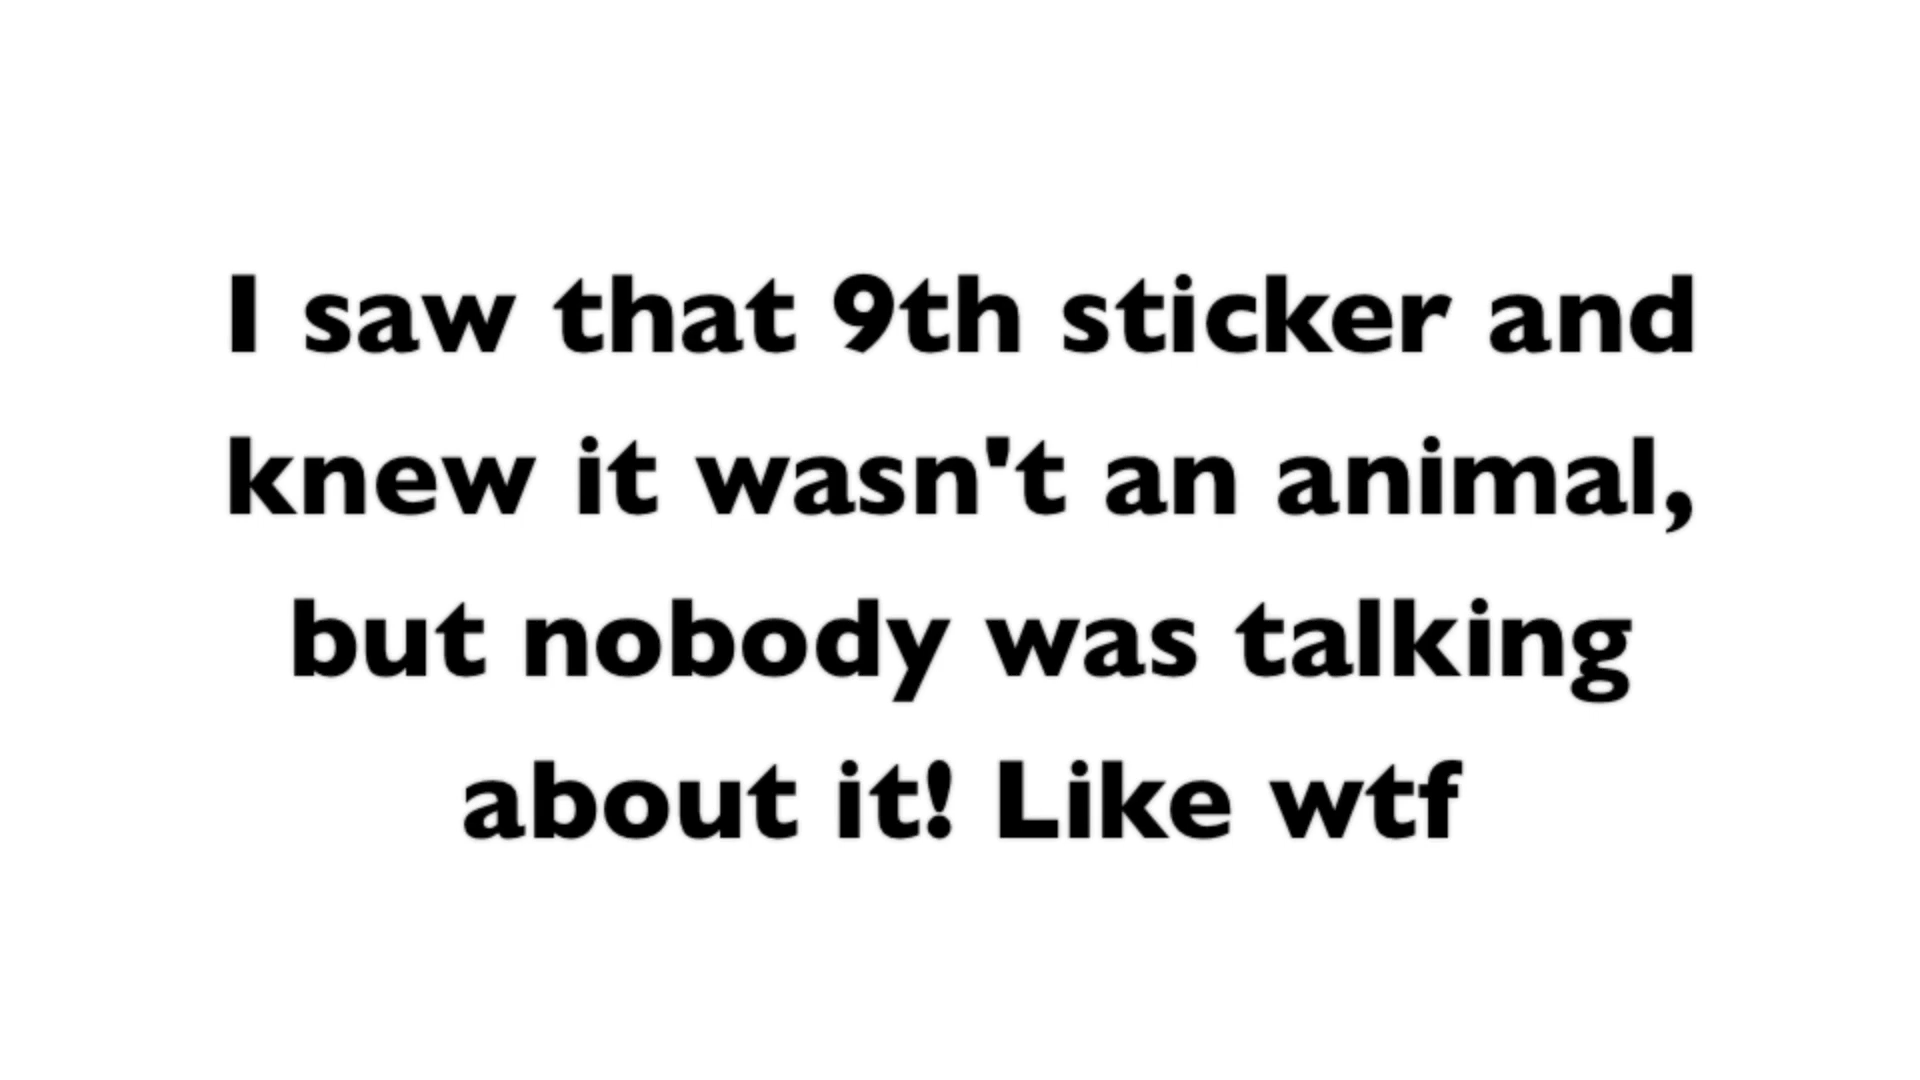 I saw that 9th sticker and
knew it wasn't an animal,
but nobody was talking
about it! Like wtf